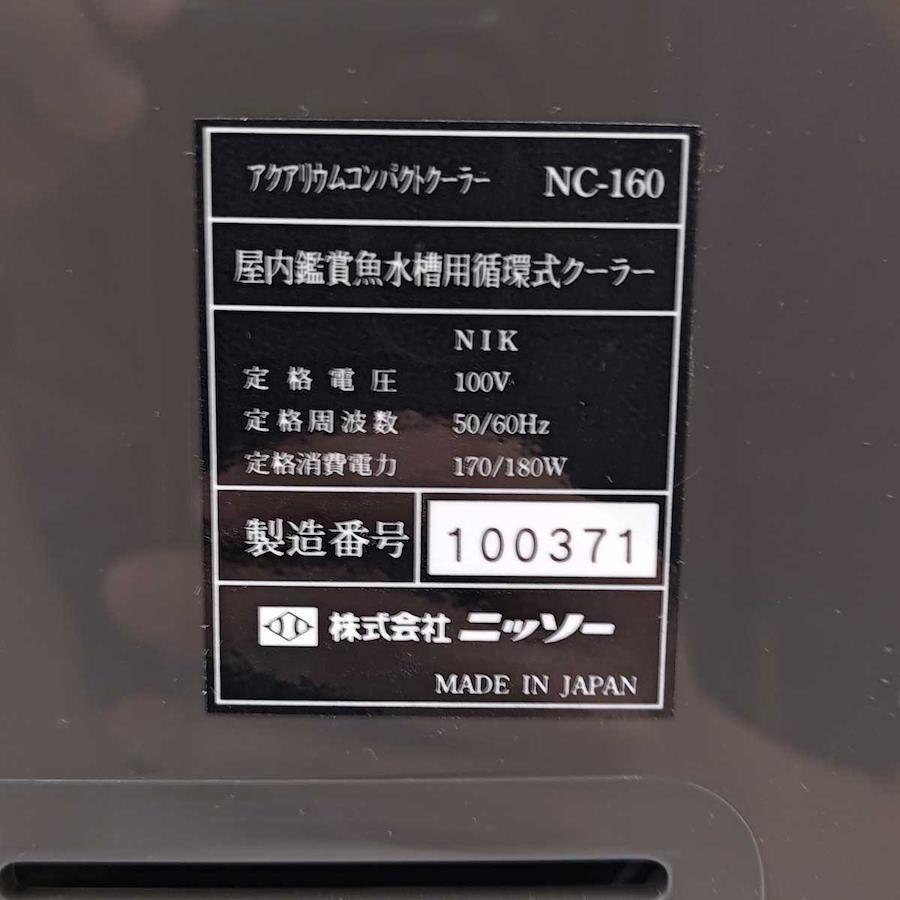 アクアリウムコンパクトクーラー NC-160
屋内鑑賞魚水槽用循環式クーラー
NIK
定格電圧 100V
定格周波数 50/60Hz
定格消費電力 170/180W
製造番号 100371
株式会社ニッソー
MADE IN JAPAN